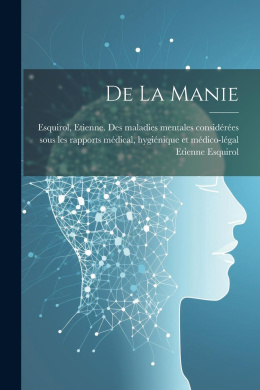 De La Manie
Esquirol, Etienne. Des maladies mentales considérées
sous les rapports médical, hygiénique et médico-légal
Etienne Esquirol